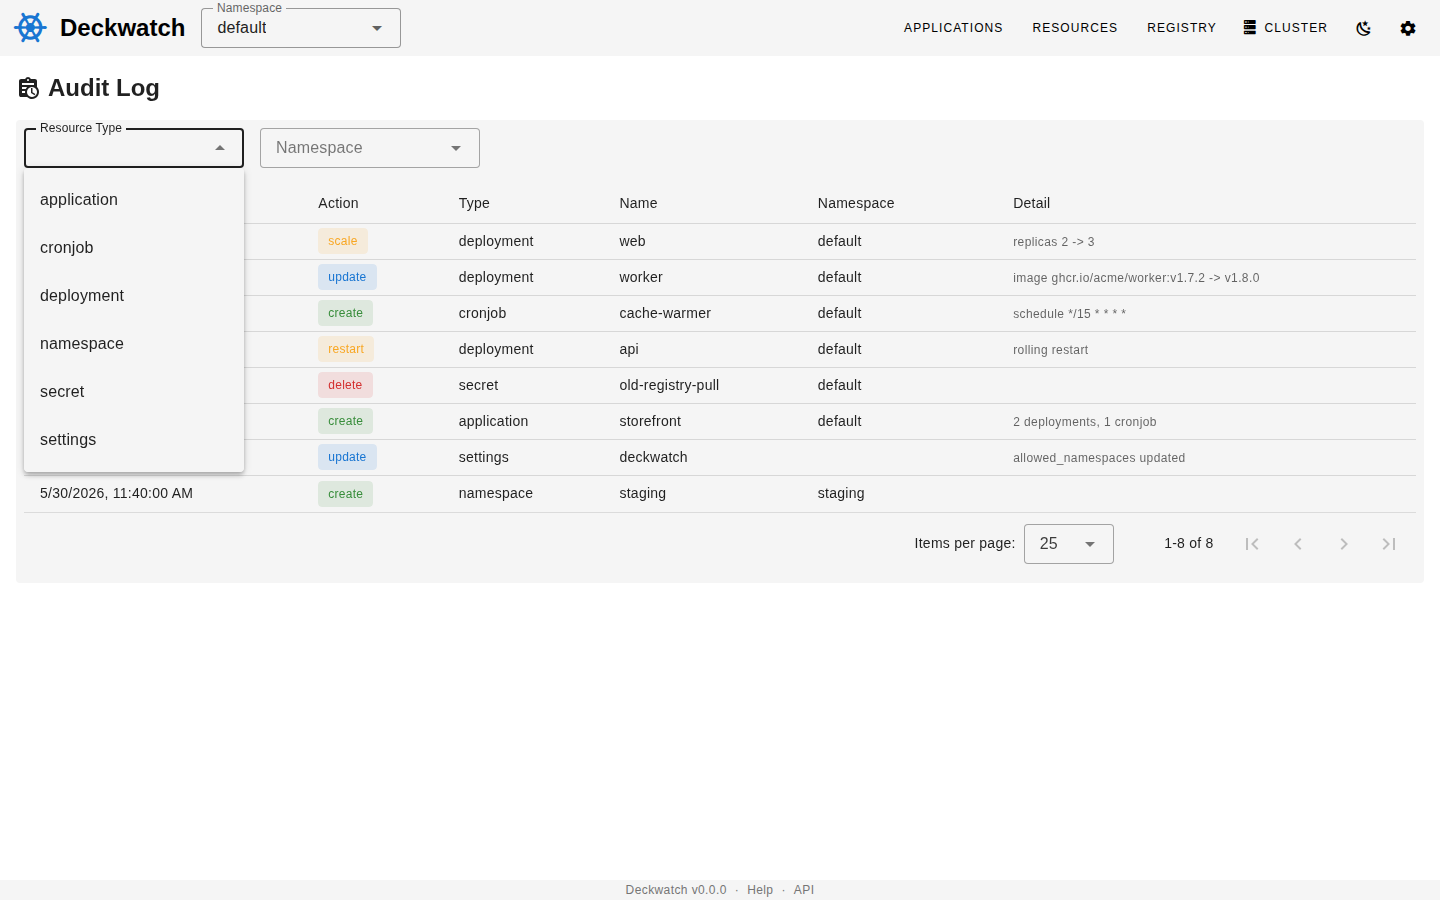 Deckwatch
Namespace
default
APPLICATIONS
RESOURCES
REGISTRY
CLUSTER
Audit Log
Resource Type
Namespace
application
cronjob
deployment
namespace
secret
settings
Action Type Name Namespace Detail
scale deployment web default replicas 2 -> 3
update deployment worker default image ghcr.io/acme/worker:v1.7.2 -> v1.8.0
create cronjob cache-warmer default schedule */15 * * * *
restart deployment api default rolling restart
delete secret old-registry-pull default
create application storefront default 2 deployments, 1 cronjob
update settings deckwatch allowed_namespaces updated
5/30/2026, 11:40:00 AM create namespace staging staging
Items per page: 25 1-8 of 8
Deckwatch v0.0.0 · Help · API